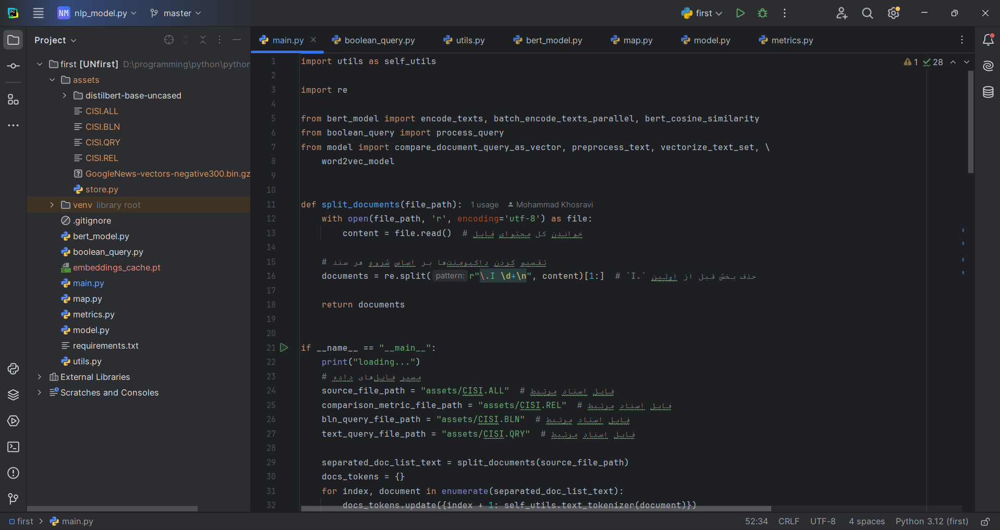 NM nlp_model.py master first
Project
main.py boolean_query.py utils.py bert_model.py map.py model.py metrics.py
first [UNfirst] D:\programming\python\python
assets
distilbert-base-uncased
CISI.ALL
CISI.BLN
CISI.QRY
CISI.REL
GoogleNews-vectors-negative300.bin.gz
store.py
venv library root
.gitignore
bert_model.py
boolean_query.py
embeddings_cache.pt
main.py
map.py
metrics.py
model.py
requirements.txt
utils.py
External Libraries
Scratches and Consoles
1 28
1 import utils as self_utils
2
3 import re
4
5 from bert_model import encode_texts, batch_encode_texts_parallel, bert_cosine_similarity
6 from boolean_query import process_query
7 from model import compare_document_query_as_vector, preprocess_text, vectorize_text_set, \
8 word2vec_model
9
10
11 def split_documents(file_path): 1 usage Mohammad Khosravi
12 with open(file_path, 'r', encoding='utf-8') as file:
13 content = file.read() # خواندن کل محتوای فایل
14
15 # تقسیم کردن داکیومنت‌ها بر اساس شروع هر سند
16 documents = re.split( pattern: r"\.I \d+\n", content)[1:] # حذف بخش قبل از اولین `.I`
17
18 return documents
19
20
21 if __name__ == "__main__":
22 print("loading...")
23 # مسیر فایل‌های داده
24 source_file_path = "assets/CISI.ALL" # فایل اسناد مرتبط
25 comparison_metric_file_path = "assets/CISI.REL" # فایل اسناد مرتبط
26 bln_query_file_path = "assets/CISI.BLN" # فایل اسناد مرتبط
27 text_query_file_path = "assets/CISI.QRY" # فایل اسناد مرتبط
28
29 separated_doc_list_text = split_documents(source_file_path)
30 docs_tokens = {}
31 for index, document in enumerate(separated_doc_list_text):
32 docs_tokens.update({index + 1: self_utils.text_tokenizer(document)})
first main.py 52:34 CRLF UTF-8 4 spaces Python 3.12 (first)